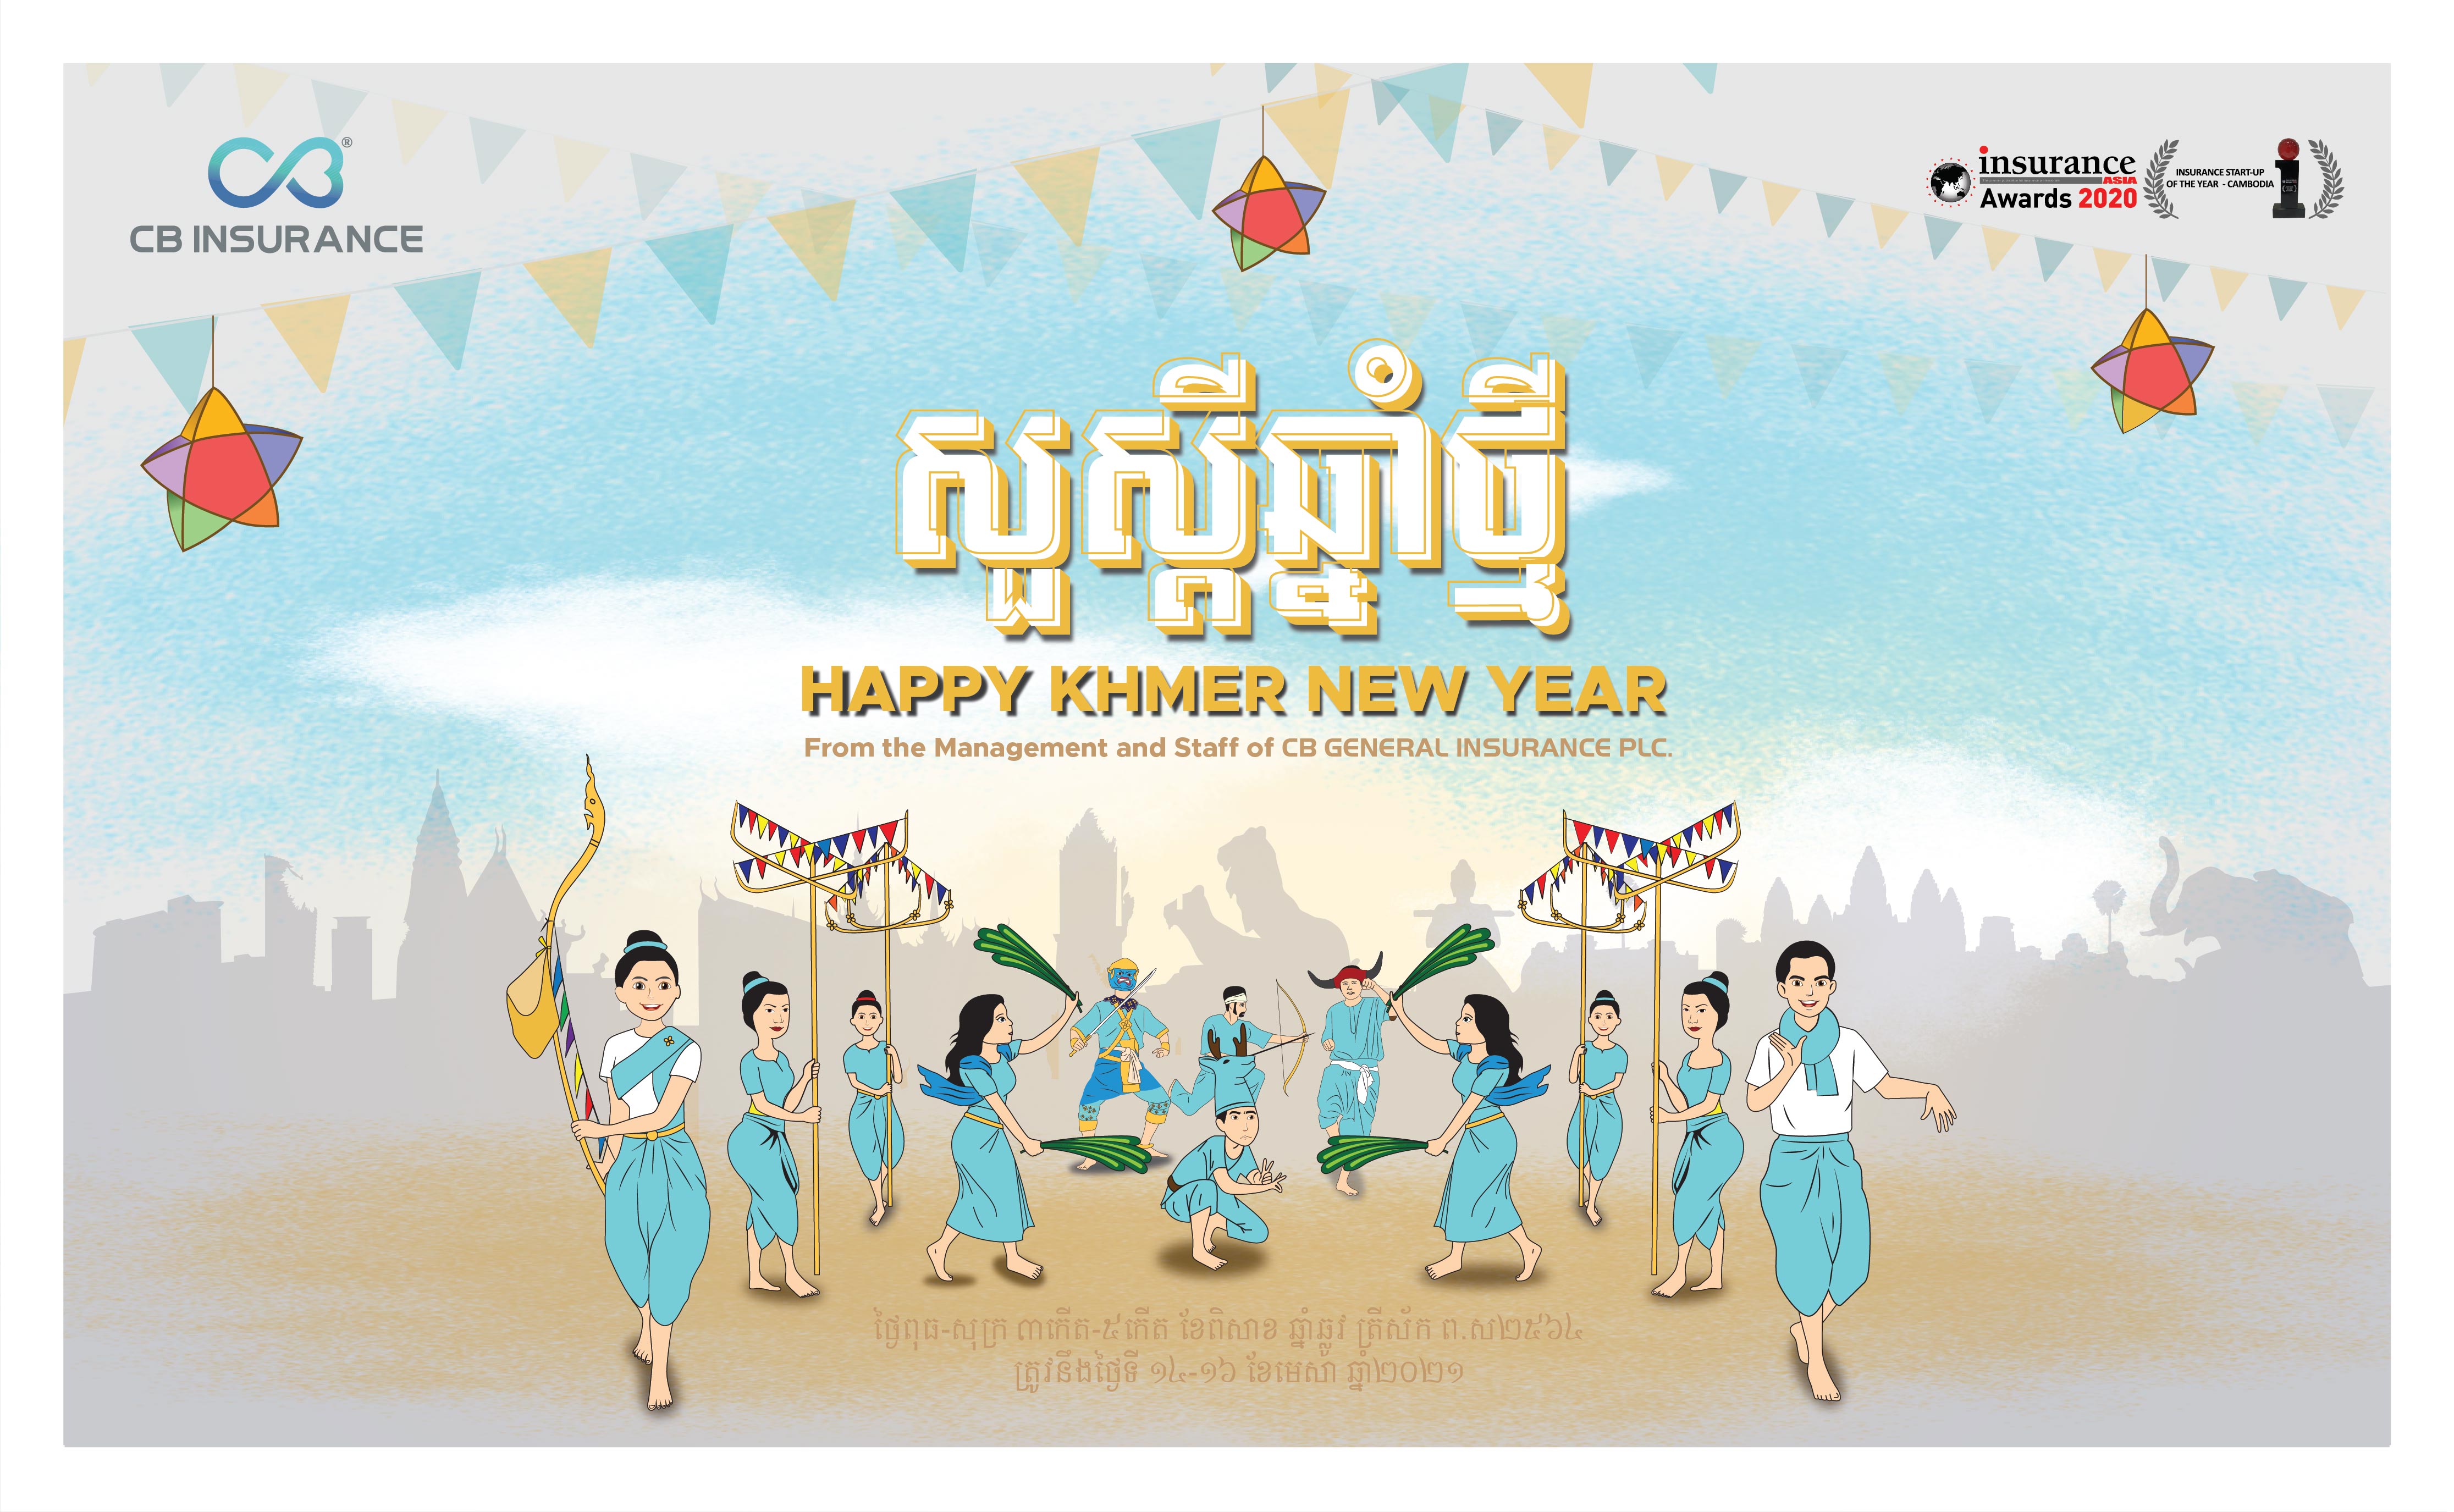 CB INSURANCE
insurance
ASIA
Awards 2020
INSURANCE START-UP
OF THE YEAR - CAMBODIA
សួស្តីឆ្នាំថ្មី
HAPPY KHMER NEW YEAR
From the Management and Staff of CB GENERAL INSURANCE PLC.
ថ្ងៃពុធ-សុក្រ ៣កើត-៥កើត ខែពិសាខ ឆ្នាំឆ្លូវ ត្រីស័ក ព.ស២៥៦៤
ត្រូវនឹងថ្ងៃទី ១៤-១៦ ខែមេសា ឆ្នាំ២០២១